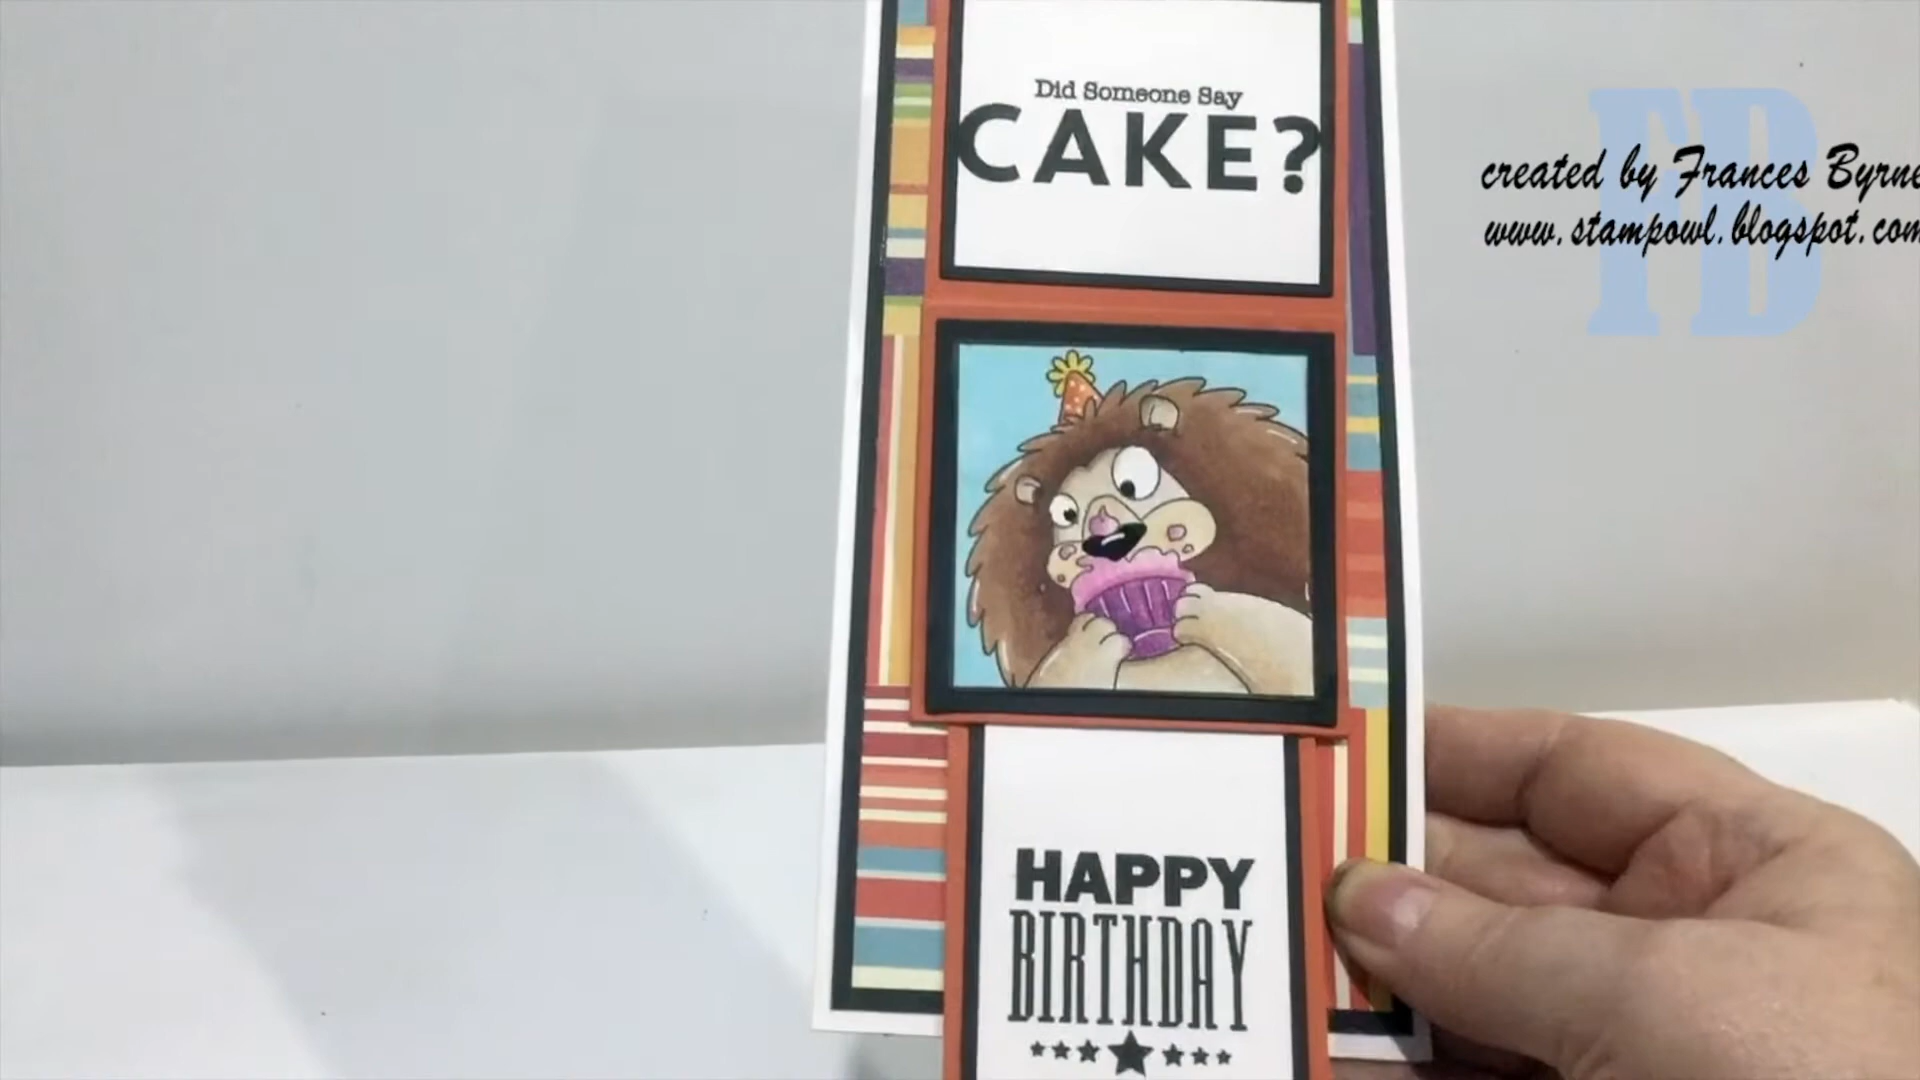 Did Someone Say
CAKE?
HAPPY
BIRTHDAY
FB
created by Frances Byrne
www.stampowl.blogspot.com